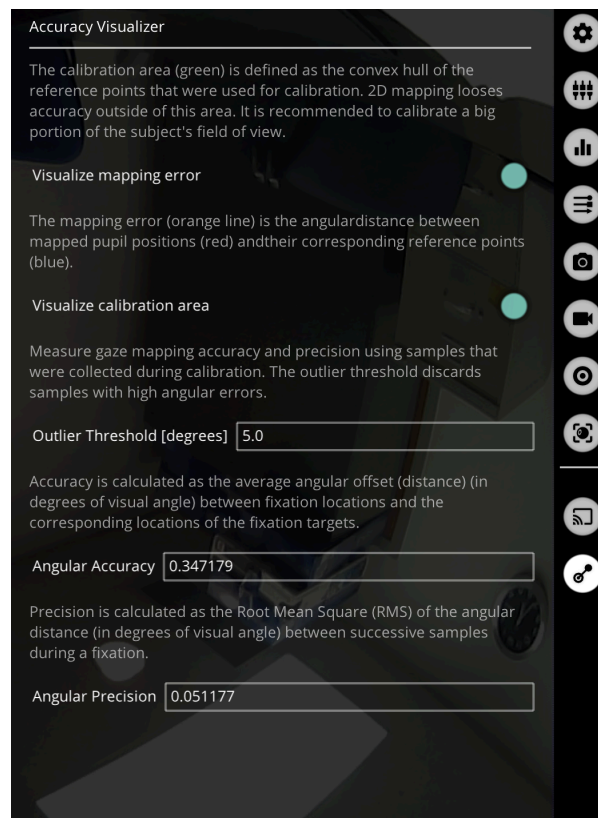 Accuracy Visualizer
The calibration area (green) is defined as the convex hull of the
reference points that were used for calibration. 2D mapping looses
accuracy outside of this area. It is recommended to calibrate a big
portion of the subject's field of view.
Visualize mapping error
The mapping error (orange line) is the angulardistance between
mapped pupil positions (red) andtheir corresponding reference points
(blue).
Visualize calibration area
Measure gaze mapping accuracy and precision using samples that
were collected during calibration. The outlier threshold discards
samples with high angular errors.
Outlier Threshold [degrees] 5.0
Accuracy is calculated as the average angular offset (distance) (in
degrees of visual angle) between fixation locations and the
corresponding locations of the fixation targets.
Angular Accuracy 0.347179
Precision is calculated as the Root Mean Square (RMS) of the angular
distance (in degrees of visual angle) between successive samples
during a fixation.
Angular Precision 0.051177